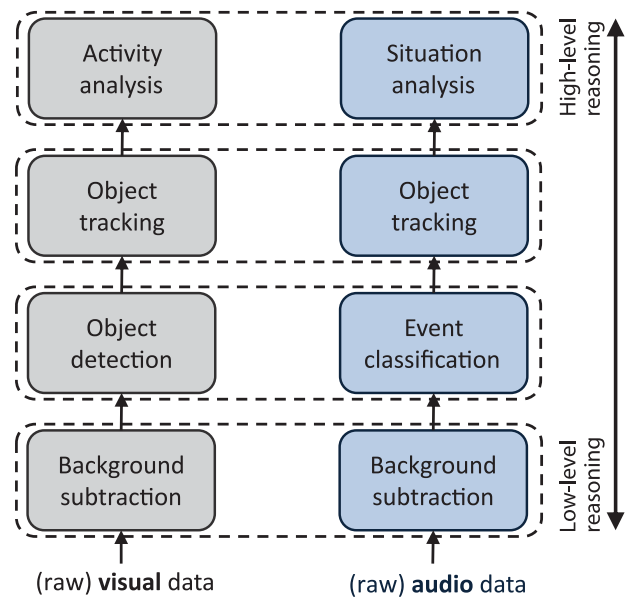 Activity
analysis
Situation
analysis
High-level
reasoning
Object
tracking
Object
tracking
Object
detection
Event
classification
Background
subtraction
Background
subtraction
Low-level
reasoning
(raw) visual data
(raw) audio data